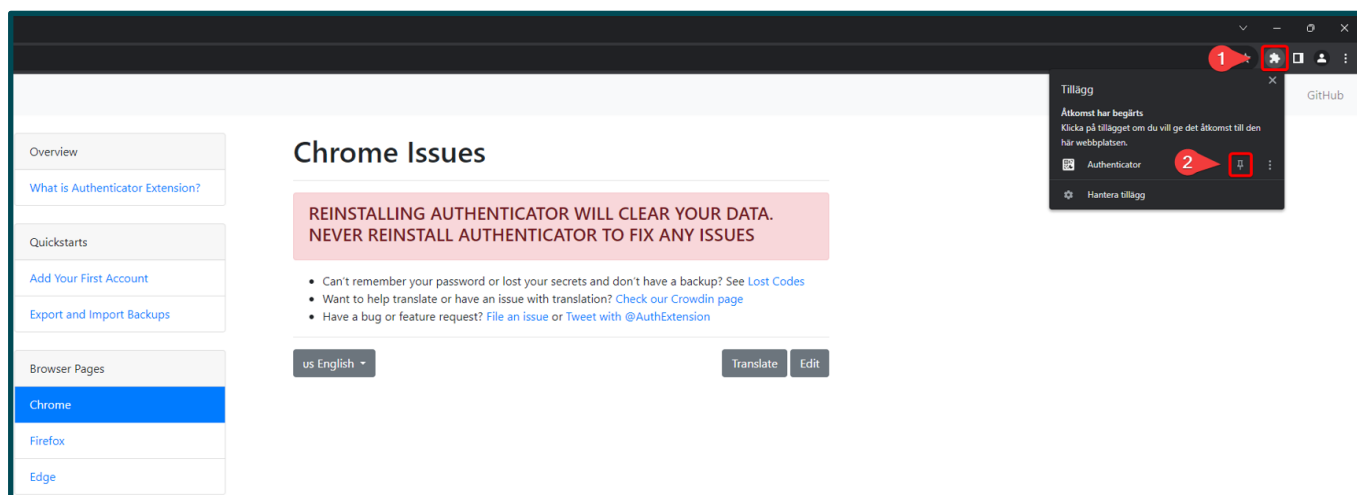 1
Tillägg
GitHub
Åtkomst har begärts
Klicka på tillägget om du vill ge det åtkomst till den
här webbplatsen.
Authenticator
2
Hantera tillägg
Overview
What is Authenticator Extension?
Quickstarts
Add Your First Account
Export and Import Backups
Browser Pages
Chrome
Firefox
Edge
Chrome Issues
REINSTALLING AUTHENTICATOR WILL CLEAR YOUR DATA.
NEVER REINSTALL AUTHENTICATOR TO FIX ANY ISSUES
• Can't remember your password or lost your secrets and don't have a backup? See Lost Codes
• Want to help translate or have an issue with translation? Check our Crowdin page
• Have a bug or feature request? File an issue or Tweet with @AuthExtension
us English
Translate
Edit